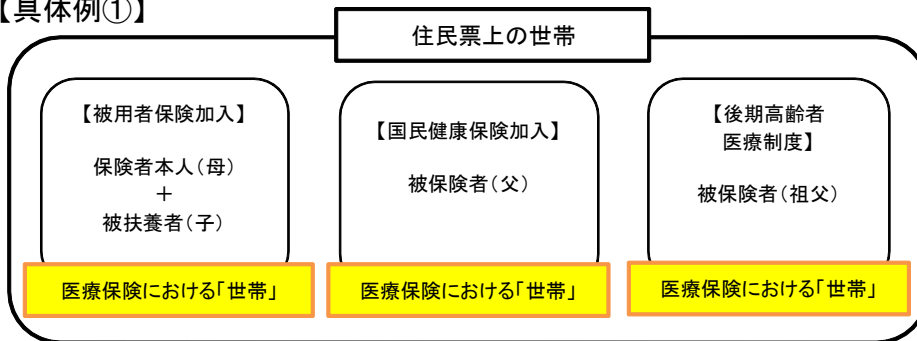 【具体例①】
住民票上の世帯
【被用者保険加入】
保険者本人(母)
+
被扶養者(子)
医療保険における「世帯」
【国民健康保険加入】
被保険者(父)
医療保険における「世帯」
【後期高齢者
医療制度】
被保険者(祖父)
医療保険における「世帯」